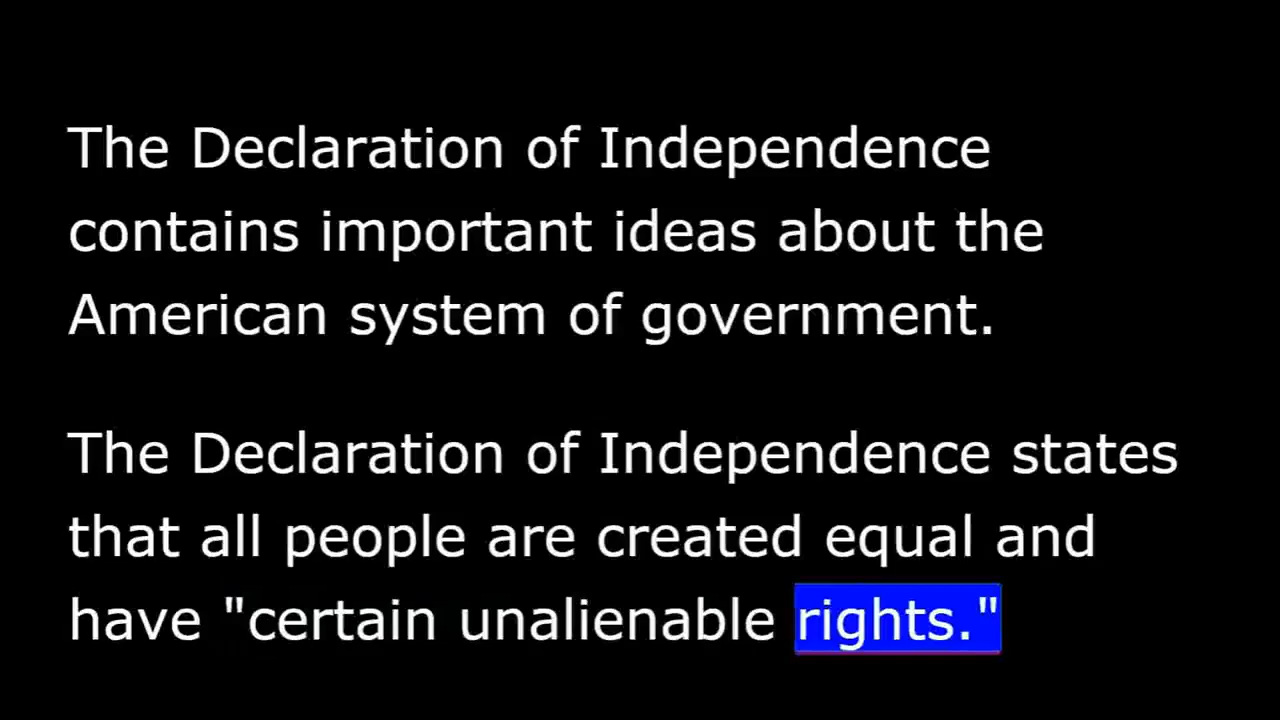 The Declaration of Independence
contains important ideas about the
American system of government.
The Declaration of Independence states
that all people are created equal and
have "certain unalienable rights."